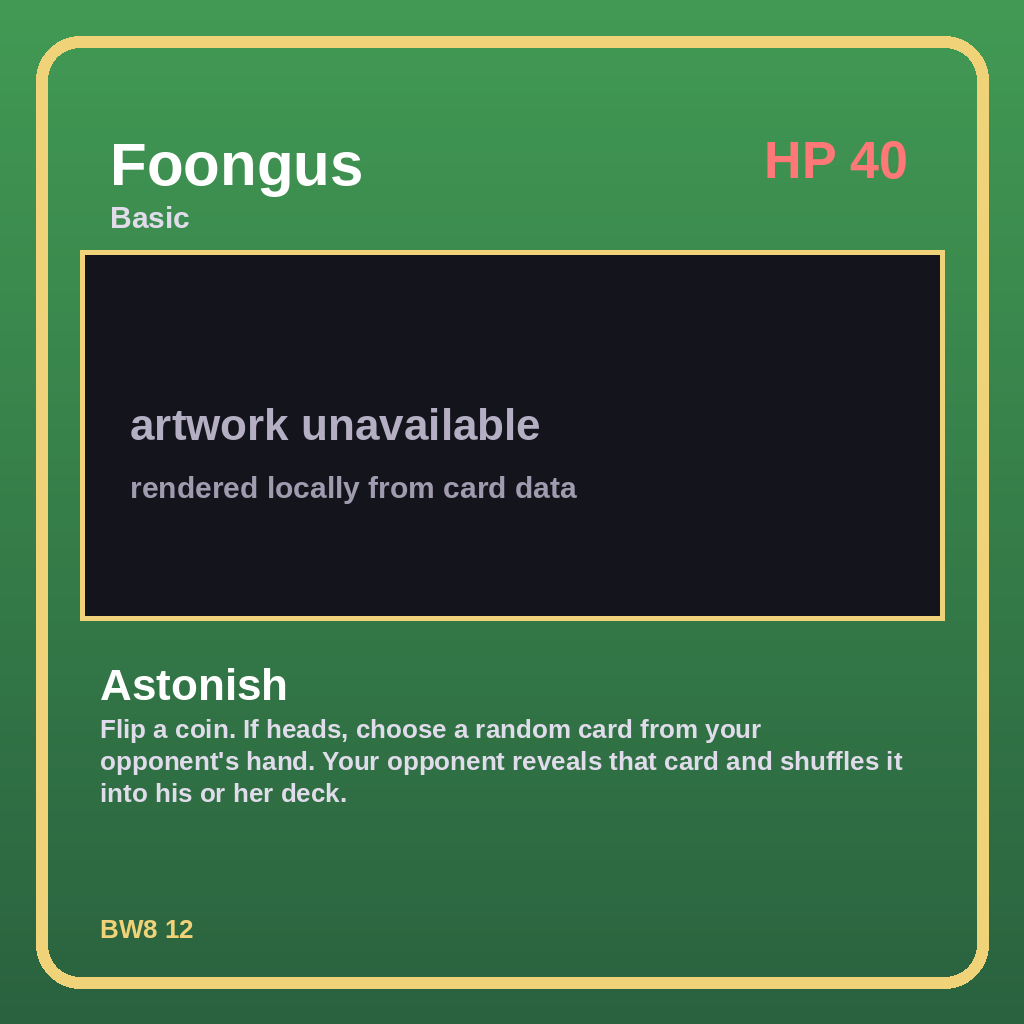 Foongus
HP 40
Basic
artwork unavailable
rendered locally from card data
Astonish
Flip a coin. If heads, choose a random card from your
opponent's hand. Your opponent reveals that card and shuffles it
into his or her deck.
BW8 12